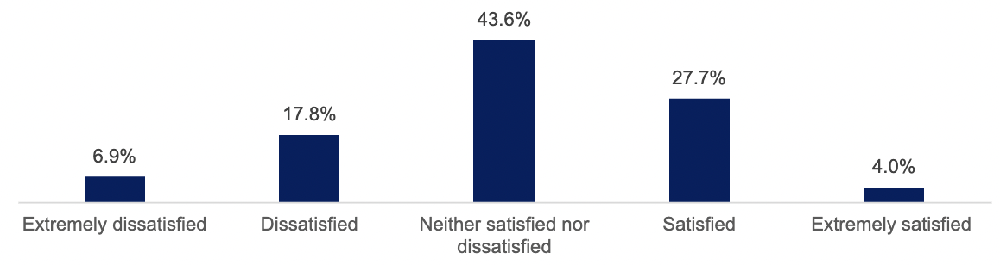 43.6%
27.7%
17.8%
6.9%
4.0%
Extremely dissatisfied
Dissatisfied
Neither satisfied nor
dissatisfied
Satisfied
Extremely satisfied